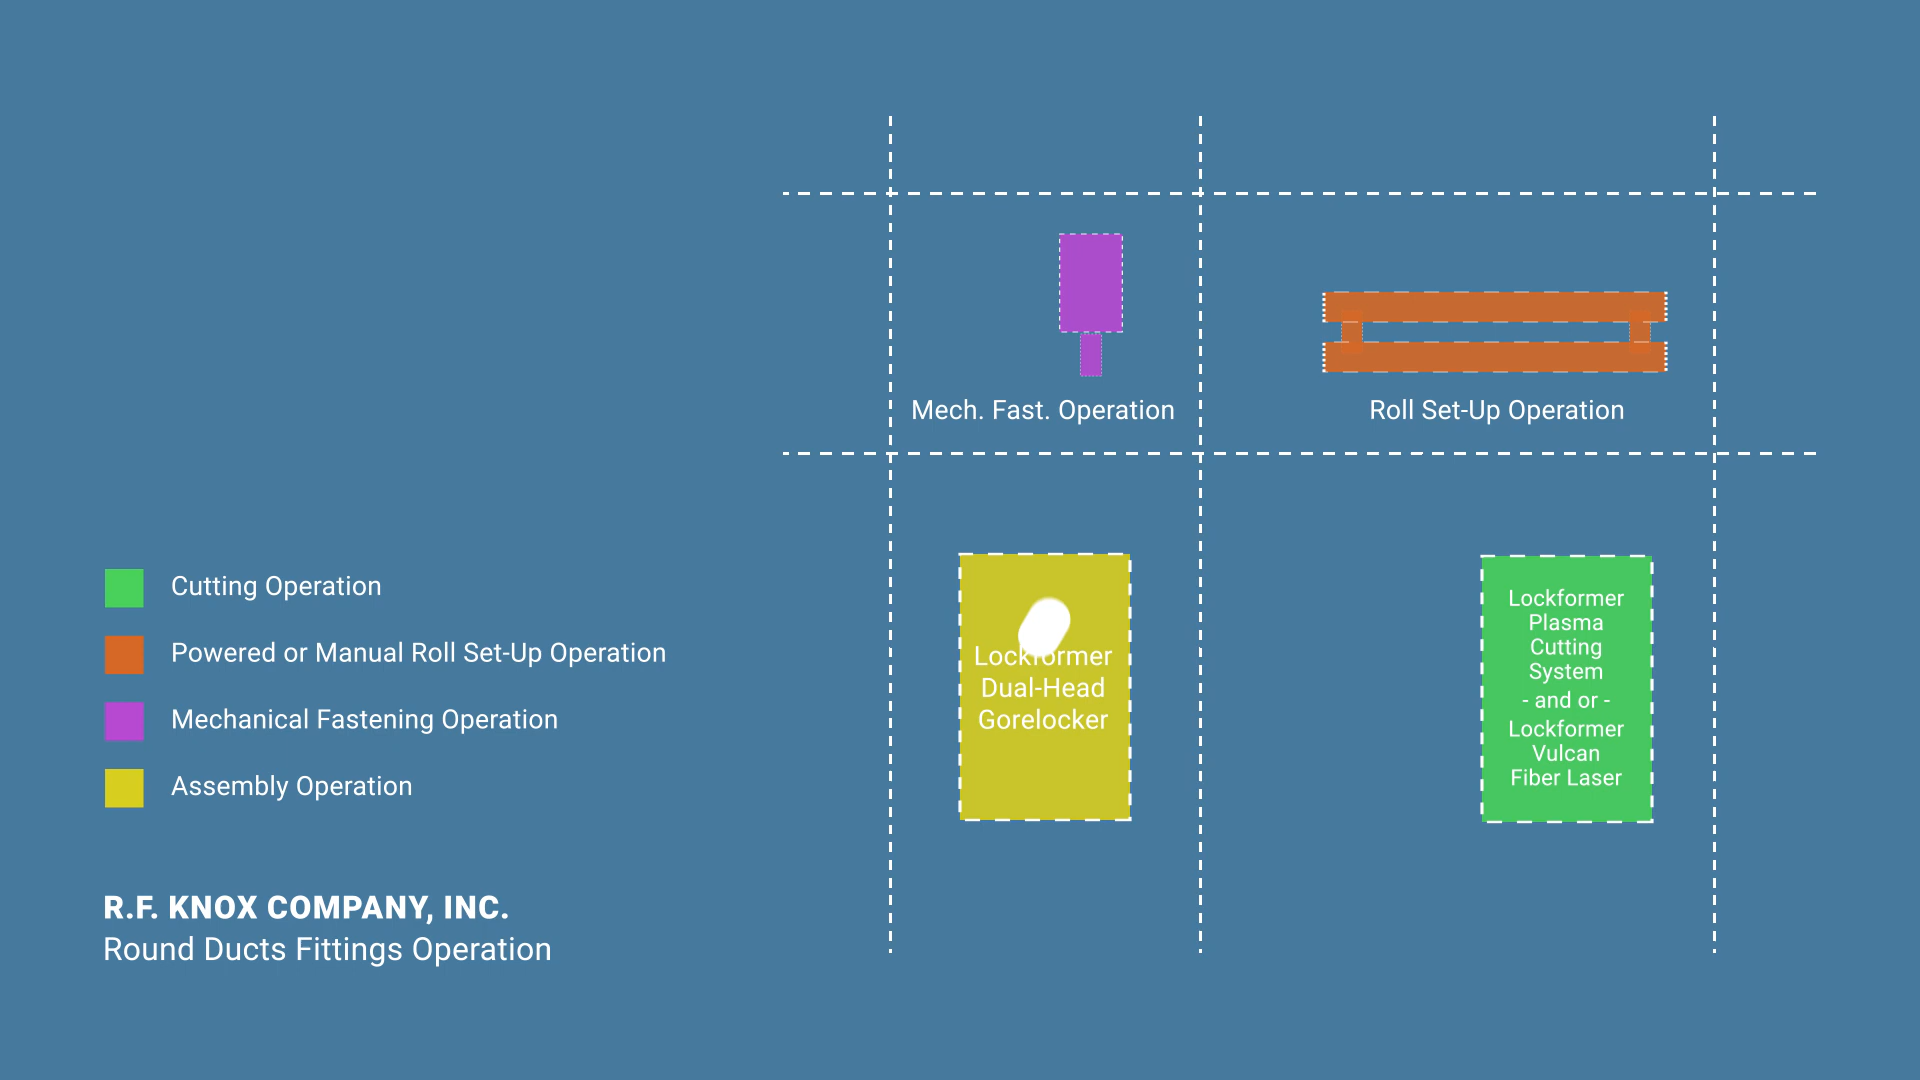 Mech. Fast. Operation
Roll Set-Up Operation
Lockformer
Dual-Head
Gorelocker
Lockformer
Plasma
Cutting
System
- and or -
Lockformer
Vulcan
Fiber Laser
Cutting Operation
Powered or Manual Roll Set-Up Operation
Mechanical Fastening Operation
Assembly Operation
R.F. KNOX COMPANY, INC.
Round Ducts Fittings Operation